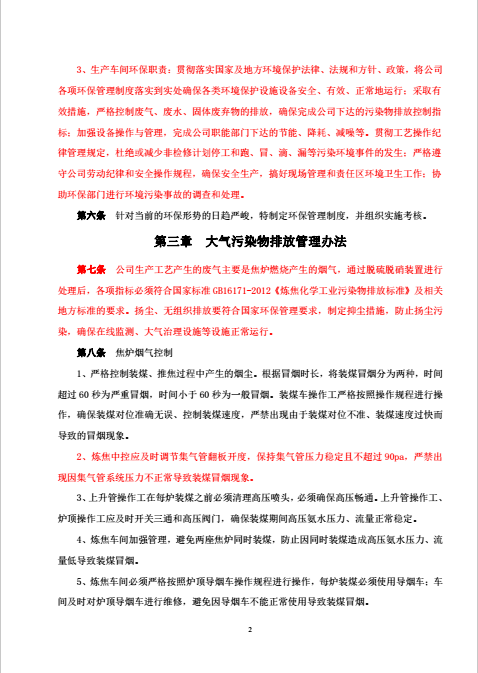 3、生产车间环保职责：贯彻落实国家及地方环境保护法律、法规和方针、政策，将公司
各项环保管理制度落实到实处确保各类环境保护设施设备安全、有效、正常地运行；采取有
效措施，严格控制废气、废水、固体废弃物的排放，确保完成公司下达的污染物排放控制指
标；加强设备操作与管理，完成公司职能部门下达的节能、降耗、减噪等。贯彻工艺操作纪
律管理规定，杜绝或减少非检修计划停工和跑、冒、滴、漏等污染环境事件的发生；严格遵
守公司劳动纪律和安全操作规程，确保安全生产，搞好现场管理和责任区环境卫生工作；协
助环保部门进行环境污染事故的调查和处理。
第六条 针对当前的环保形势的日趋严峻，特制定环保管理制度，并组织实施考核。
第三章 大气污染物排放管理办法
第七条 公司生产工艺产生的废气主要是焦炉燃烧产生的烟气，通过脱硫脱硝装置进行
处理后，各项指标必须符合国家标准 GB16171-2012《炼焦化学工业污染物排放标准》及相关
地方标准的要求。扬尘、无组织排放要符合国家环保管理要求，制定抑尘措施，防止扬尘污
染，确保在线监测、大气治理设施等设施正常运行。
第八条 焦炉烟气控制
1、严格控制装煤、推焦过程中产生的烟尘。根据冒烟时长，将装煤冒烟分为两种，时间
超过 60 秒为严重冒烟，时间小于 60 秒为一般冒烟。装煤车操作工严格按照操作规程进行操
作，确保装煤对位准确无误、控制装煤速度，严禁出现由于装煤对位不准、装煤速度过快而
导致的冒烟现象。
2、炼焦中控应及时调节集气管翻板开度，保持集气管压力稳定且不超过 90pa，严禁出
现因集气管系统压力不正常导致装煤冒烟现象。
3、上升管操作工在每炉装煤之前必须清理高压喷头，必须确保高压畅通。上升管操作工、
炉顶操作工应及时开关三通和高压阀门，确保装煤期间高压氨水压力、流量正常稳定。
4、炼焦车间加强管理，避免两座焦炉同时装煤，防止因同时装煤造成高压氨水压力、流
量低导致装煤冒烟。
5、炼焦车间必须严格按照炉顶导烟车操作规程进行操作，每炉装煤必须使用导烟车；车
间及时对炉顶导烟车进行维修，避免因导烟车不能正常使用导致装煤冒烟。
2